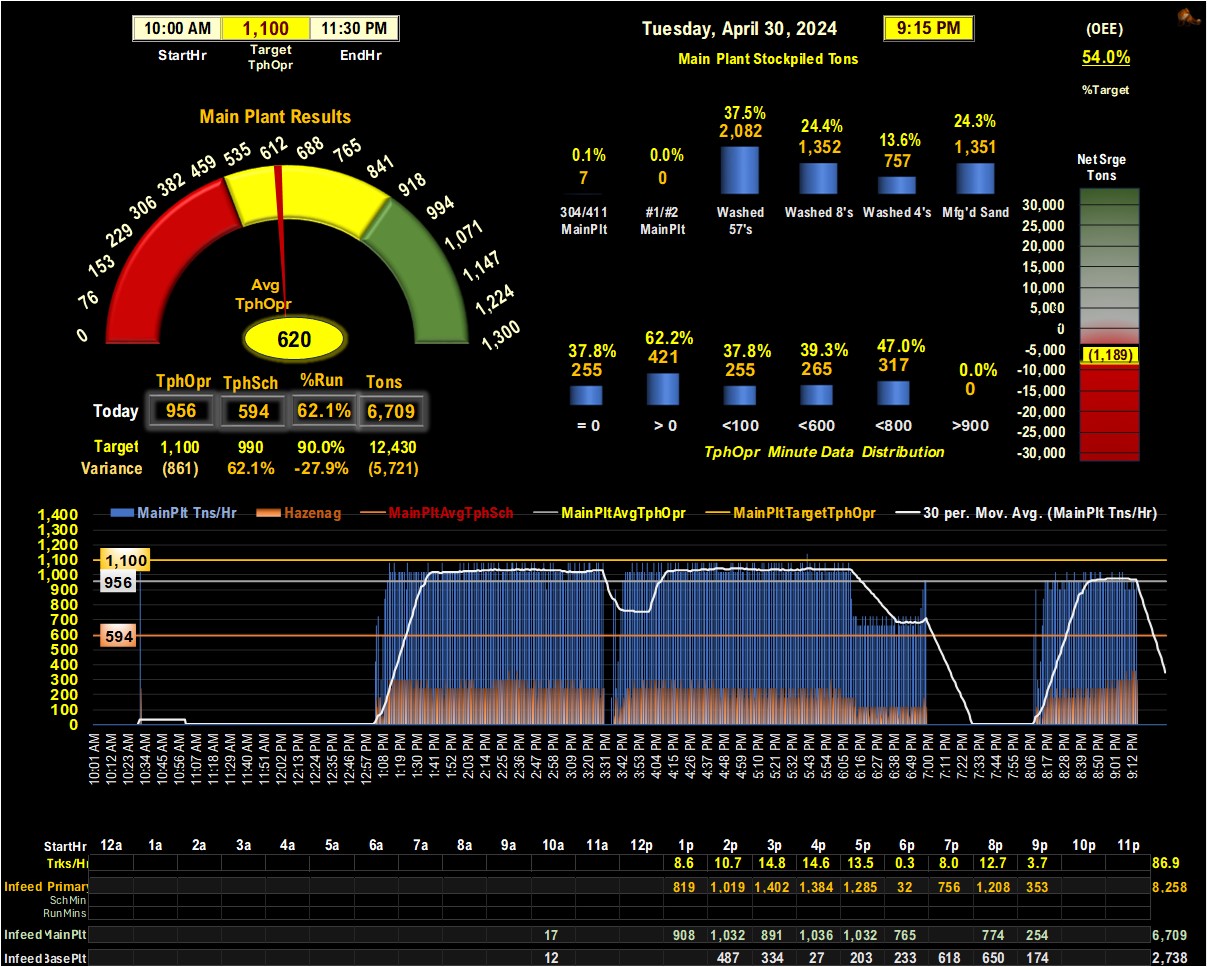 10:00 AM 1,100 11:30 PM
StartHr Target TphOpr EndHr
Tuesday, April 30, 2024 9:15 PM
Main Plant Stockpiled Tons
(OEE)
54.0%
%Target
Main Plant Results
0 76 153 229 306 382 459 535 612 688 765 841 918 994 1,071 1,147 1,224 1,300
Avg
TphOpr
620
37.5% 24.4% 13.6% 24.3%
2,082 1,352 757 1,351
0.1% 0.0%
7 0
304/411 MainPlt #1/#2 MainPlt Washed 57's Washed 8's Washed 4's Mfg'd Sand
Net Srge
Tons
30,000
25,000
20,000
15,000
10,000
5,000
0
-5,000
(1,189)
-10,000
-15,000
-20,000
-25,000
-30,000
37.8% 62.2% 37.8% 39.3% 47.0% 0.0%
255 421 255 265 317 0
= 0 > 0 <100 <600 <800 >900
TphOpr Minute Data Distribution
TphOpr TphSch %Run Tons
Today 956 594 62.1% 6,709
Target 1,100 990 90.0% 12,430
Variance (861) 62.1% -27.9% (5,721)
MainPlt Tns/Hr Hazenag MainPltAvgTphSch MainPltAvgTphOpr MainPltTargetTphOpr 30 per. Mov. Avg. (MainPlt Tns/Hr)
1,400
1,300
1,200
1,100
1,000
900
800
700
600
500
400
300
200
100
0
1,100
956
594
10:01 AM 10:12 AM 10:23 AM 10:34 AM 10:45 AM 10:56 AM 11:07 AM 11:18 AM 11:29 AM 11:40 AM 11:51 AM 12:02 PM 12:13 PM 12:24 PM 12:35 PM 12:46 PM 12:57 PM 1:08 PM 1:19 PM 1:30 PM 1:41 PM 1:52 PM 2:03 PM 2:14 PM 2:25 PM 2:36 PM 2:47 PM 2:58 PM 3:09 PM 3:20 PM 3:31 PM 3:42 PM 3:53 PM 4:04 PM 4:15 PM 4:26 PM 4:37 PM 4:48 PM 4:59 PM 5:10 PM 5:21 PM 5:32 PM 5:43 PM 5:54 PM 6:05 PM 6:16 PM 6:27 PM 6:38 PM 6:49 PM 7:00 PM 7:11 PM 7:22 PM 7:33 PM 7:44 PM 7:55 PM 8:06 PM 8:17 PM 8:28 PM 8:39 PM 8:50 PM 9:01 PM 9:12 PM
StartHr 12a 1a 2a 3a 4a 5a 6a 7a 8a 9a 10a 11a 12p 1p 2p 3p 4p 5p 6p 7p 8p 9p 10p 11p
Trks/Hr 8.6 10.7 14.8 14.6 13.5 0.3 8.0 12.7 3.7 86.9
Infeed Primary 819 1,019 1,402 1,384 1,285 32 756 1,208 353 8,258
SchMin
RunMins
Infeed MainPlt 17 908 1,032 891 1,036 1,032 765 774 254 6,709
Infeed BasePlt 12 487 334 27 203 233 618 650 174 2,738